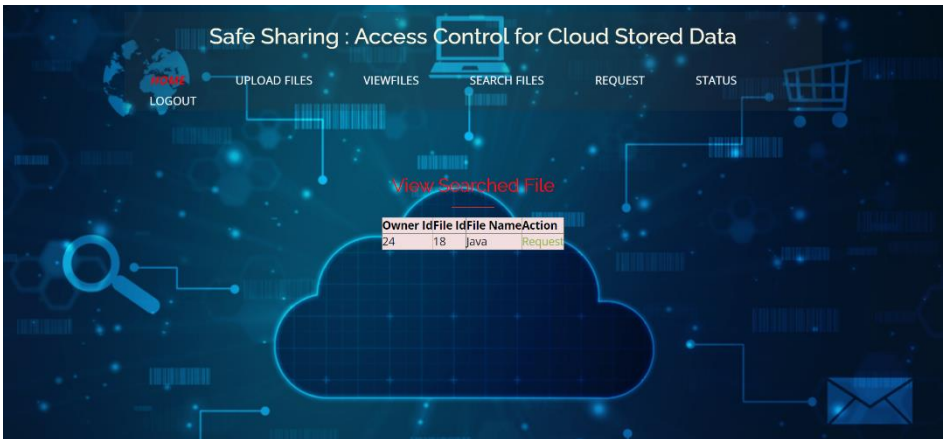 Safe Sharing : Access Control for Cloud Stored Data
HOME UPLOAD FILES VIEWFILES SEARCH FILES REQUEST STATUS
LOGOUT
View Searched File
Owner Id File Id File Name Action
24 18 Java Request